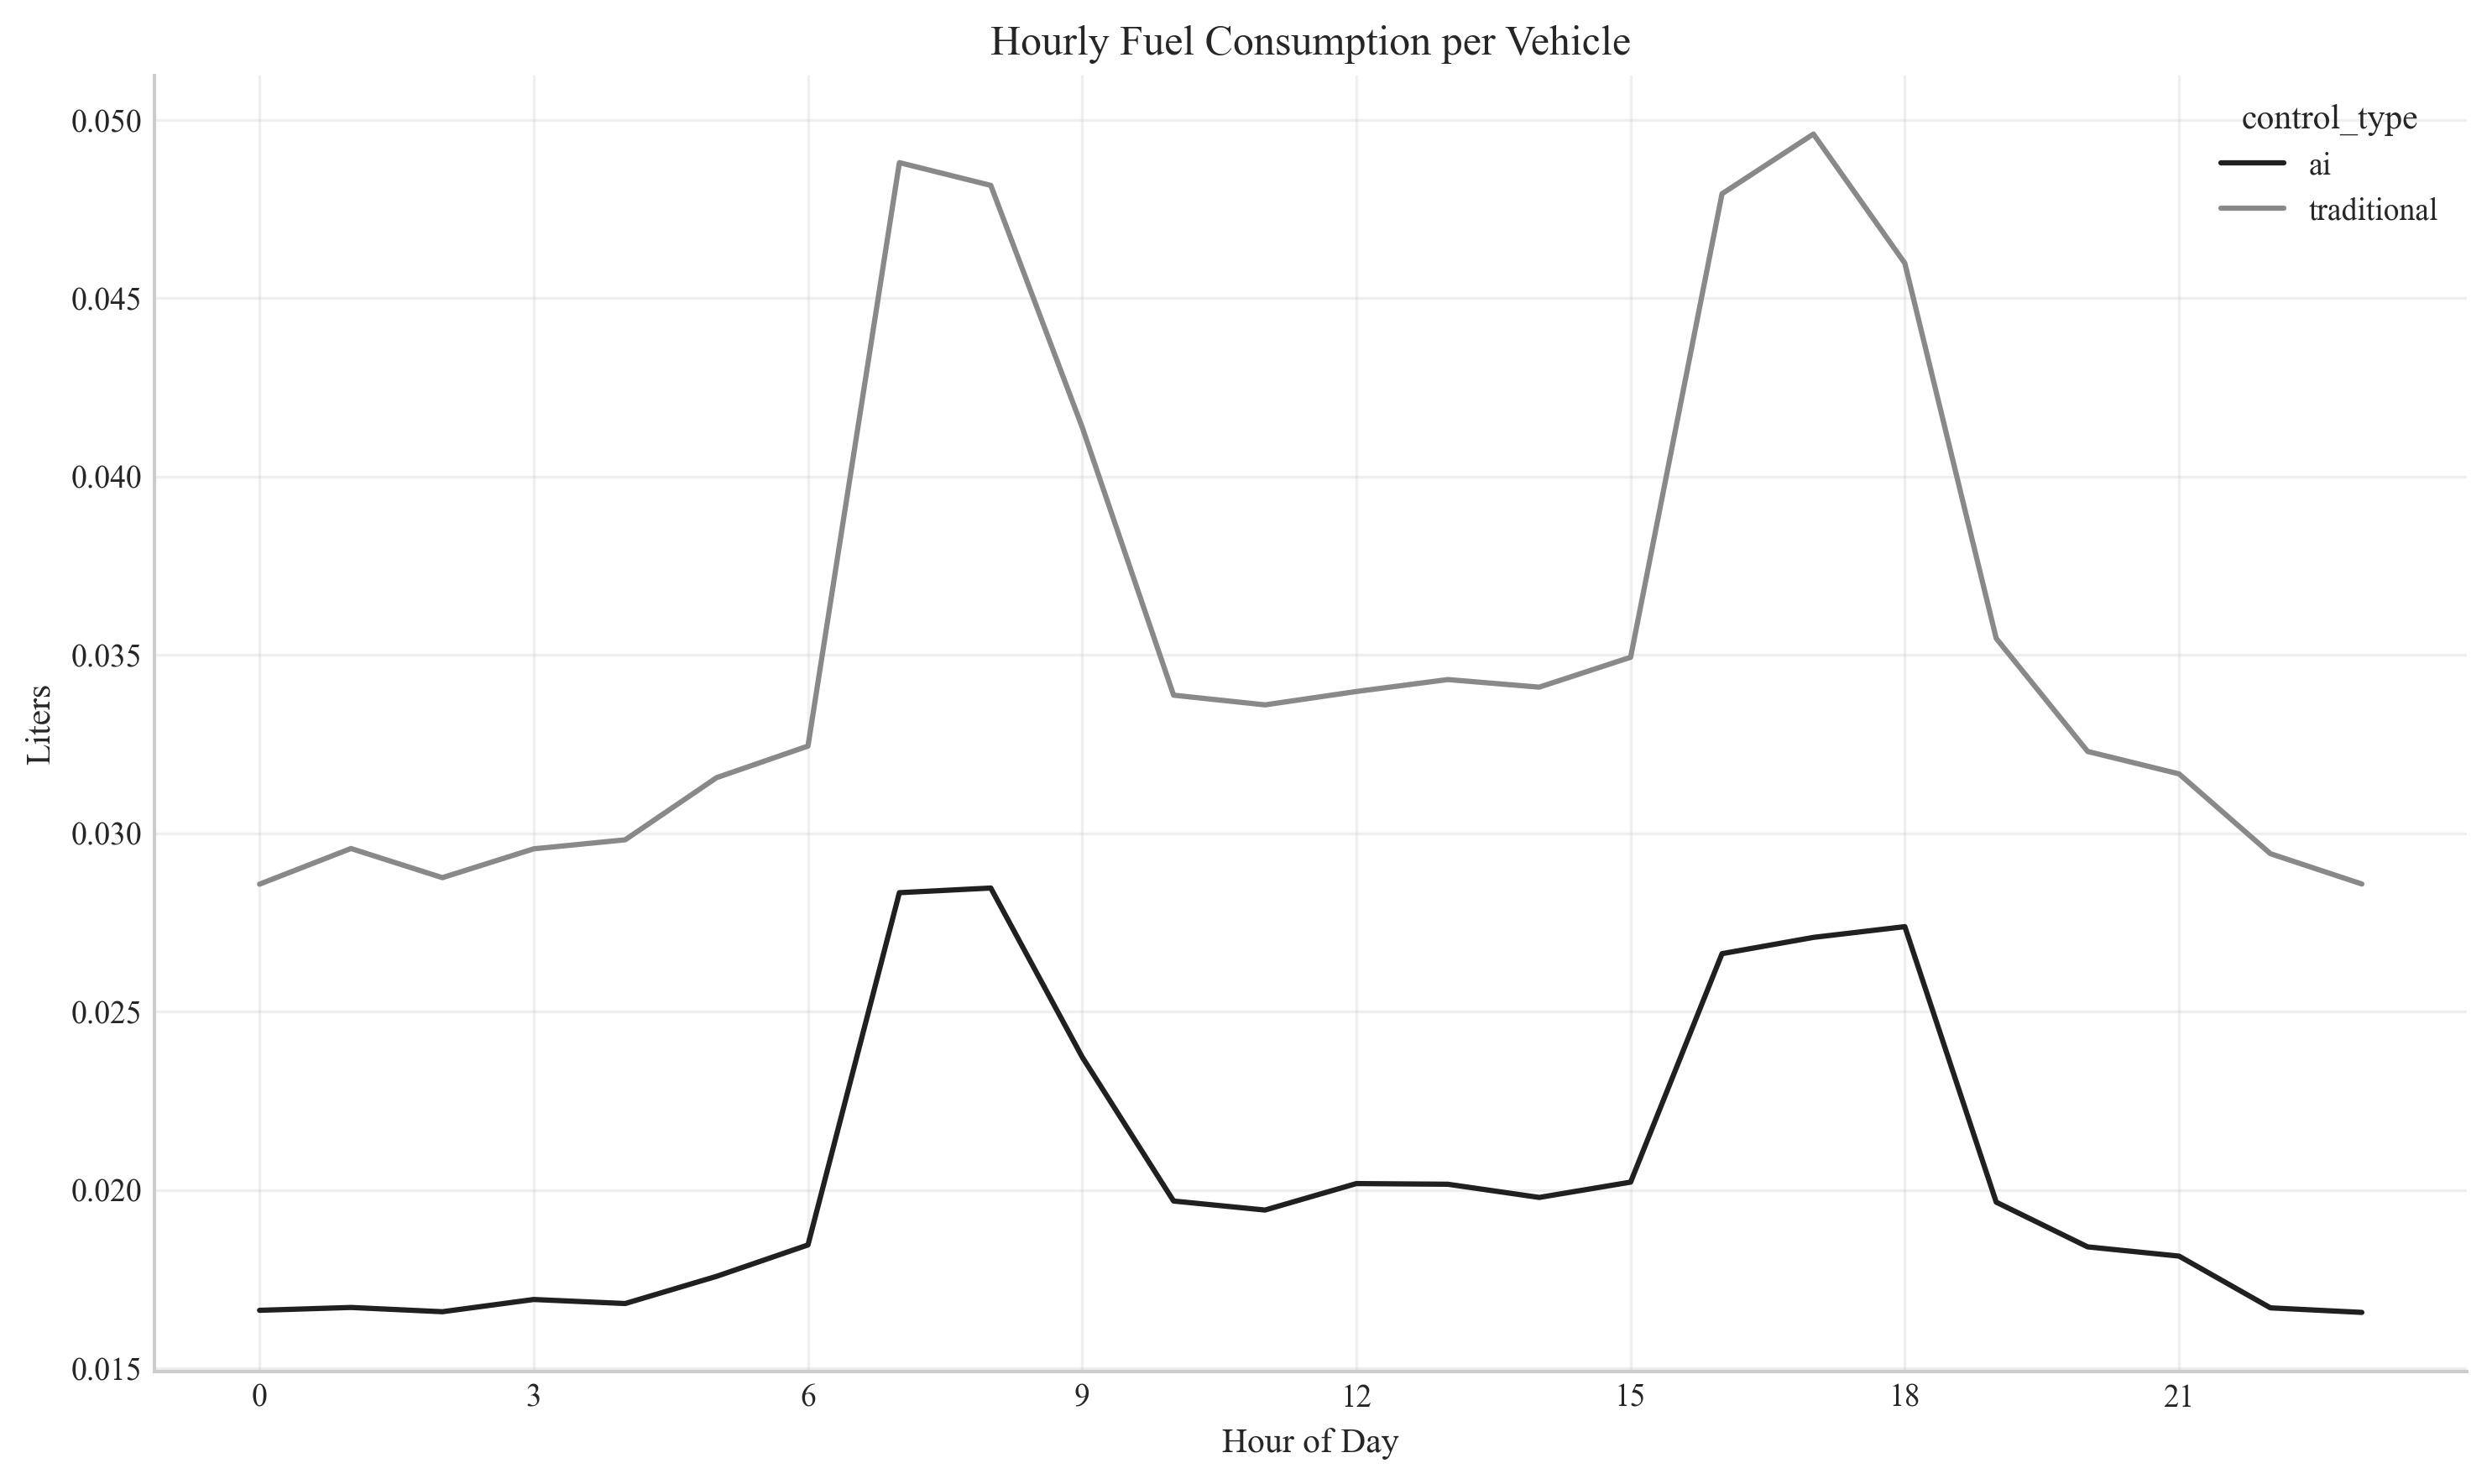 Hourly Fuel Consumption per Vehicle
control_type
ai
traditional
0.050
0.045
0.040
0.035
0.030
0.025
0.020
0.015
Liters
0 3 6 9 12 15 18 21
Hour of Day